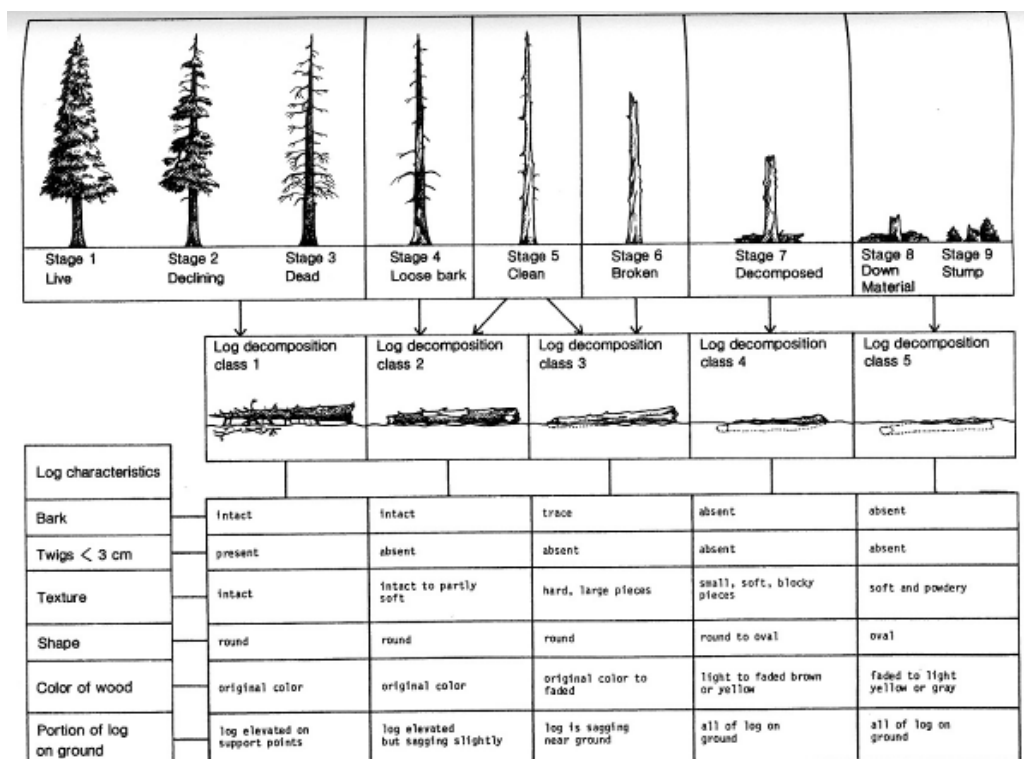 Stage 1
Live
Stage 2
Declining
Stage 3
Dead
Stage 4
Loose bark
Stage 5
Clean
Stage 6
Broken
Stage 7
Decomposed
Stage 8
Down
Material
Stage 9
Stump
Log decomposition
class 1
Log decomposition
class 2
Log decomposition
class 3
Log decomposition
class 4
Log decomposition
class 5
Log characteristics
Bark
intact
intact
trace
absent
absent
Twigs < 3 cm
present
absent
absent
absent
absent
Texture
intact
intact to partly
soft
hard, large pieces
small, soft, blocky
pieces
soft and powdery
Shape
round
round
round
round to oval
oval
Color of wood
original color
original color
original color to
faded
light to faded brown
or yellow
faded to light
yellow or gray
Portion of log
on ground
log elevated on
support points
log elevated
but sagging slightly
log is sagging
near ground
all of log on
ground
all of log on
ground